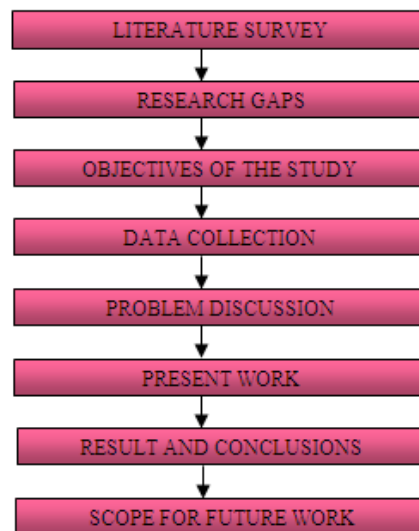 LITERATURE SURVEY
RESEARCH GAPS
OBJECTIVES OF THE STUDY
DATA COLLECTION
PROBLEM DISCUSSION
PRESENT WORK
RESULT AND CONCLUSIONS
SCOPE FOR FUTURE WORK